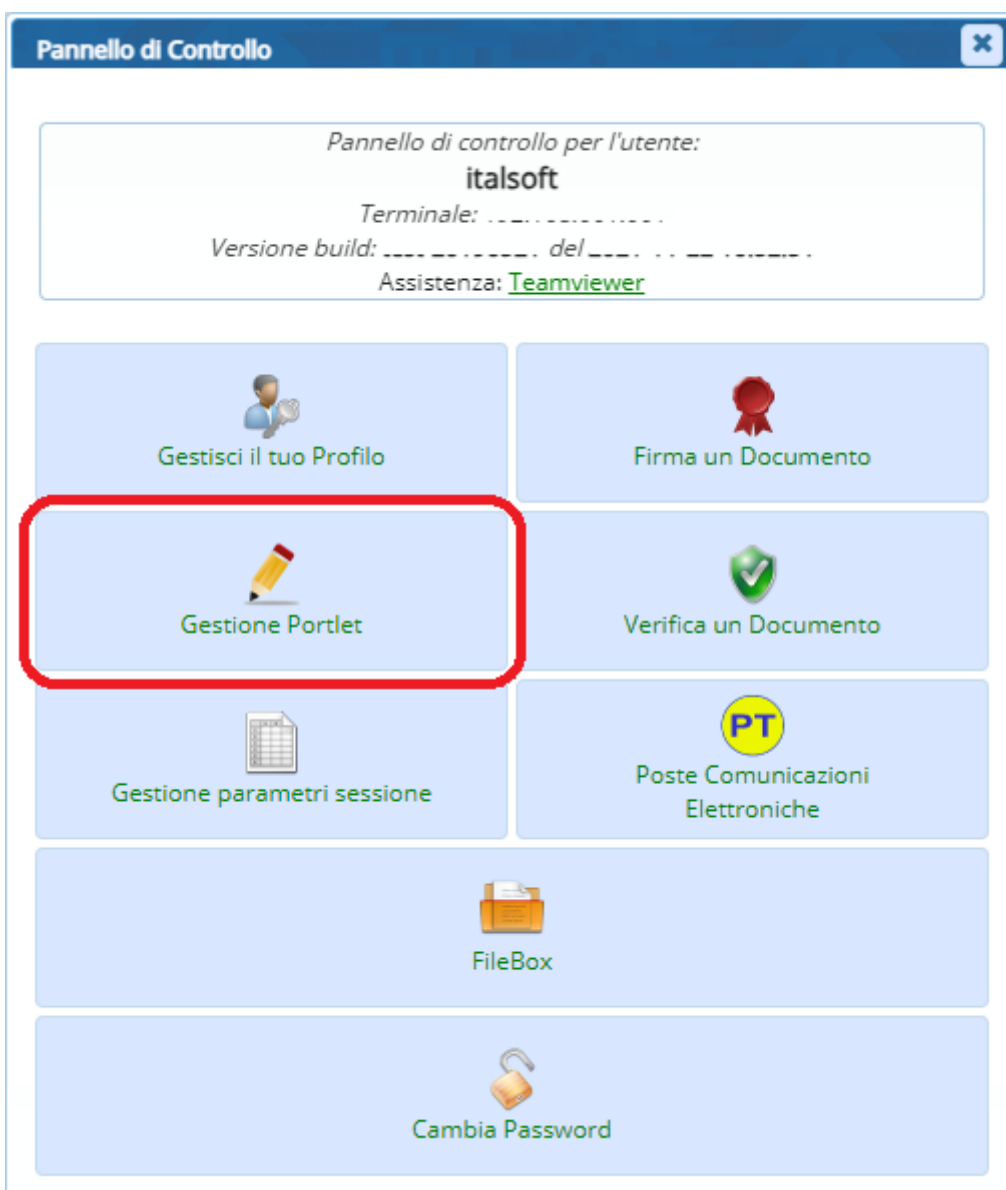 Pannello di Controllo
Pannello di controllo per l'utente:
italsoft
Terminale:
Versione build: del
Assistenza: Teamviewer
Gestisci il tuo Profilo
Firma un Documento
Gestione Portlet
Verifica un Documento
Gestione parametri sessione
PT
Poste Comunicazioni
Elettroniche
FileBox
Cambia Password